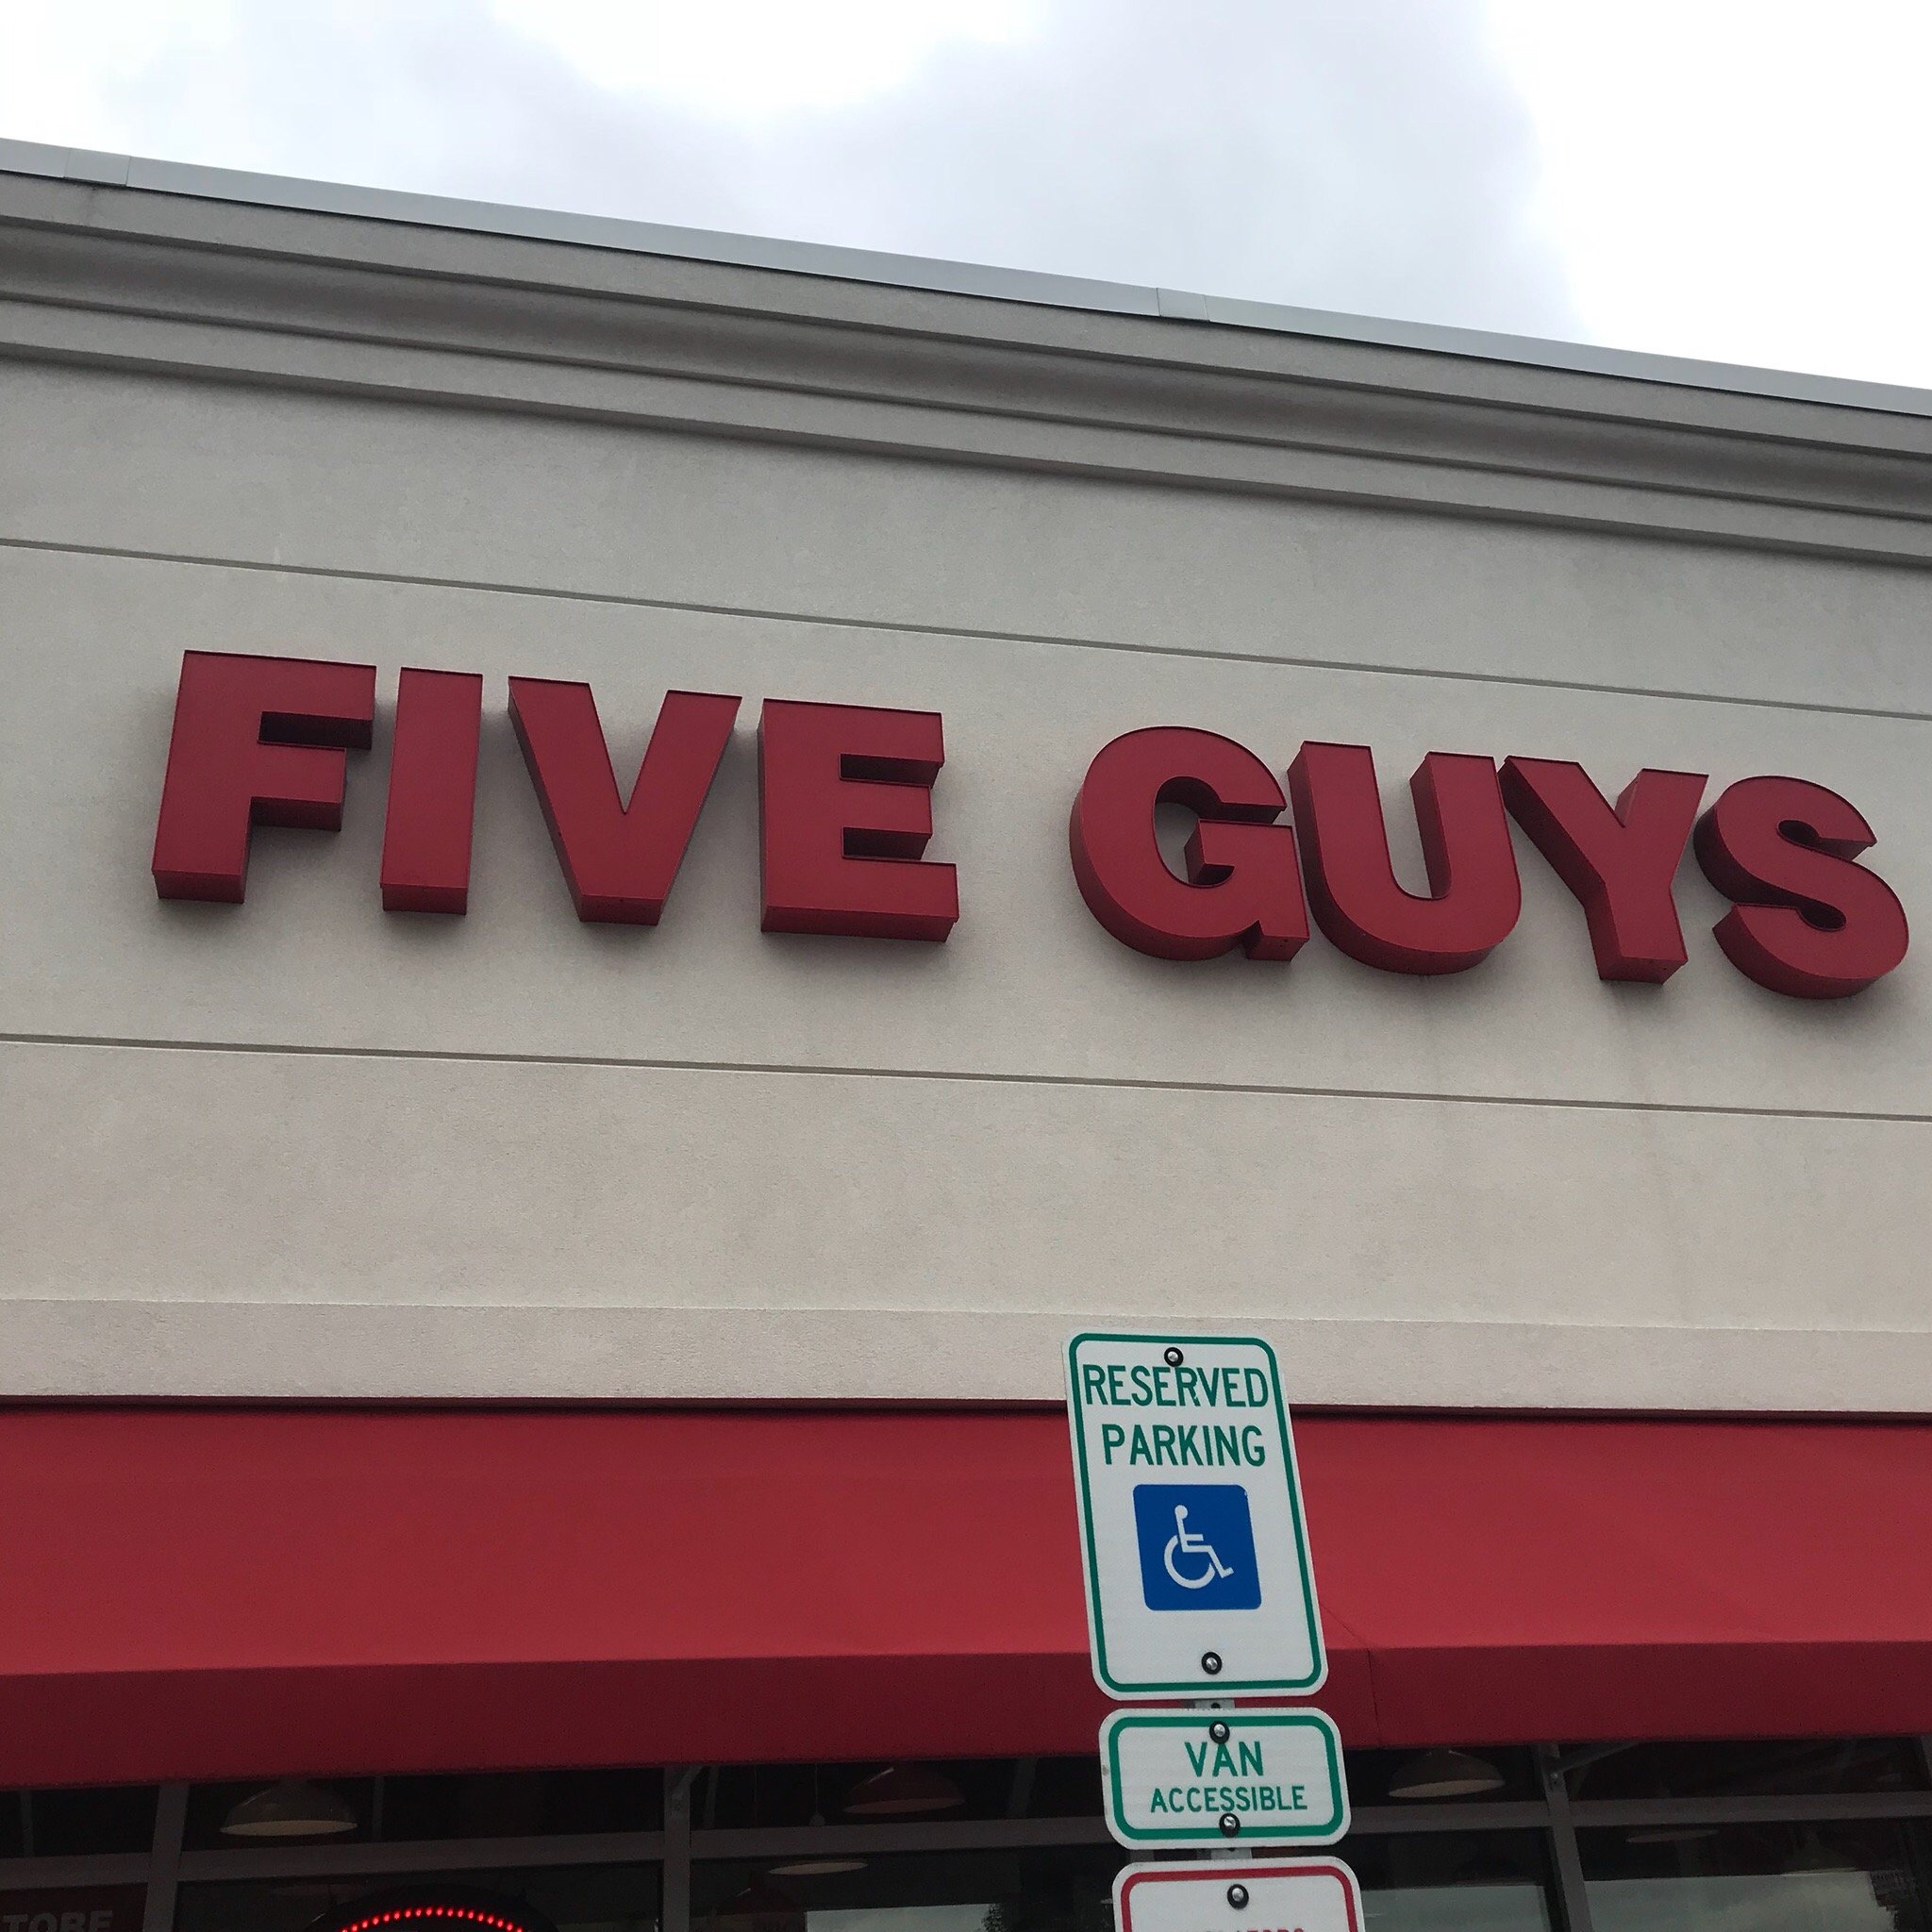 FIVE GUYS
RESERVED
PARKING
VAN
ACCESSIBLE